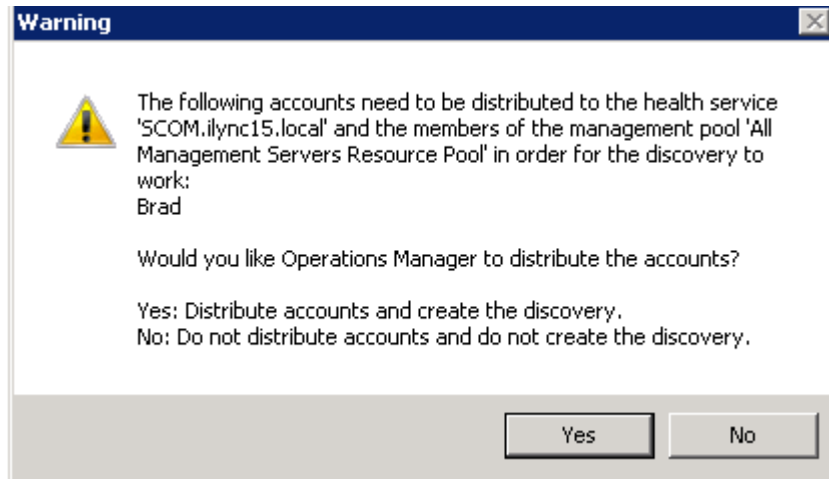 Warning
The following accounts need to be distributed to the health service
'SCOM.ilync15.local' and the members of the management pool 'All
Management Servers Resource Pool' in order for the discovery to
work:
Brad
Would you like Operations Manager to distribute the accounts?
Yes: Distribute accounts and create the discovery.
No: Do not distribute accounts and do not create the discovery.
Yes
No